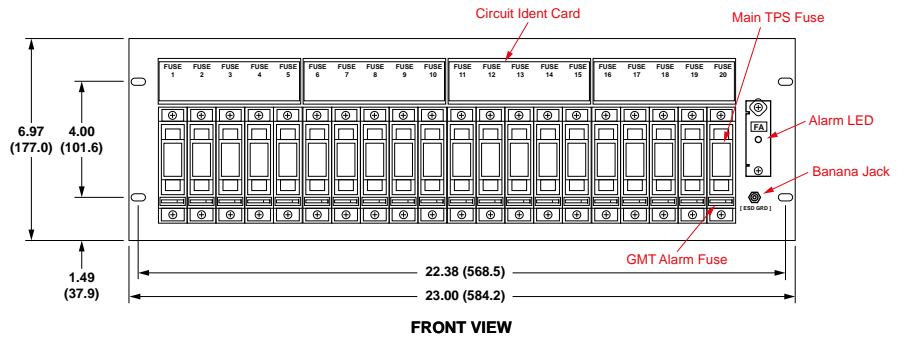 Circuit Ident Card
Main TPS Fuse
FUSE 1
FUSE 2
FUSE 3
FUSE 4
FUSE 5
FUSE 6
FUSE 7
FUSE 8
FUSE 9
FUSE 10
FUSE 11
FUSE 12
FUSE 13
FUSE 14
FUSE 15
FUSE 16
FUSE 17
FUSE 18
FUSE 19
FUSE 20
6.97
(177.0)
4.00
(101.6)
FA
Alarm LED
Banana Jack
[ ESD GRD ]
GMT Alarm Fuse
1.49
(37.9)
22.38 (568.5)
23.00 (584.2)
FRONT VIEW